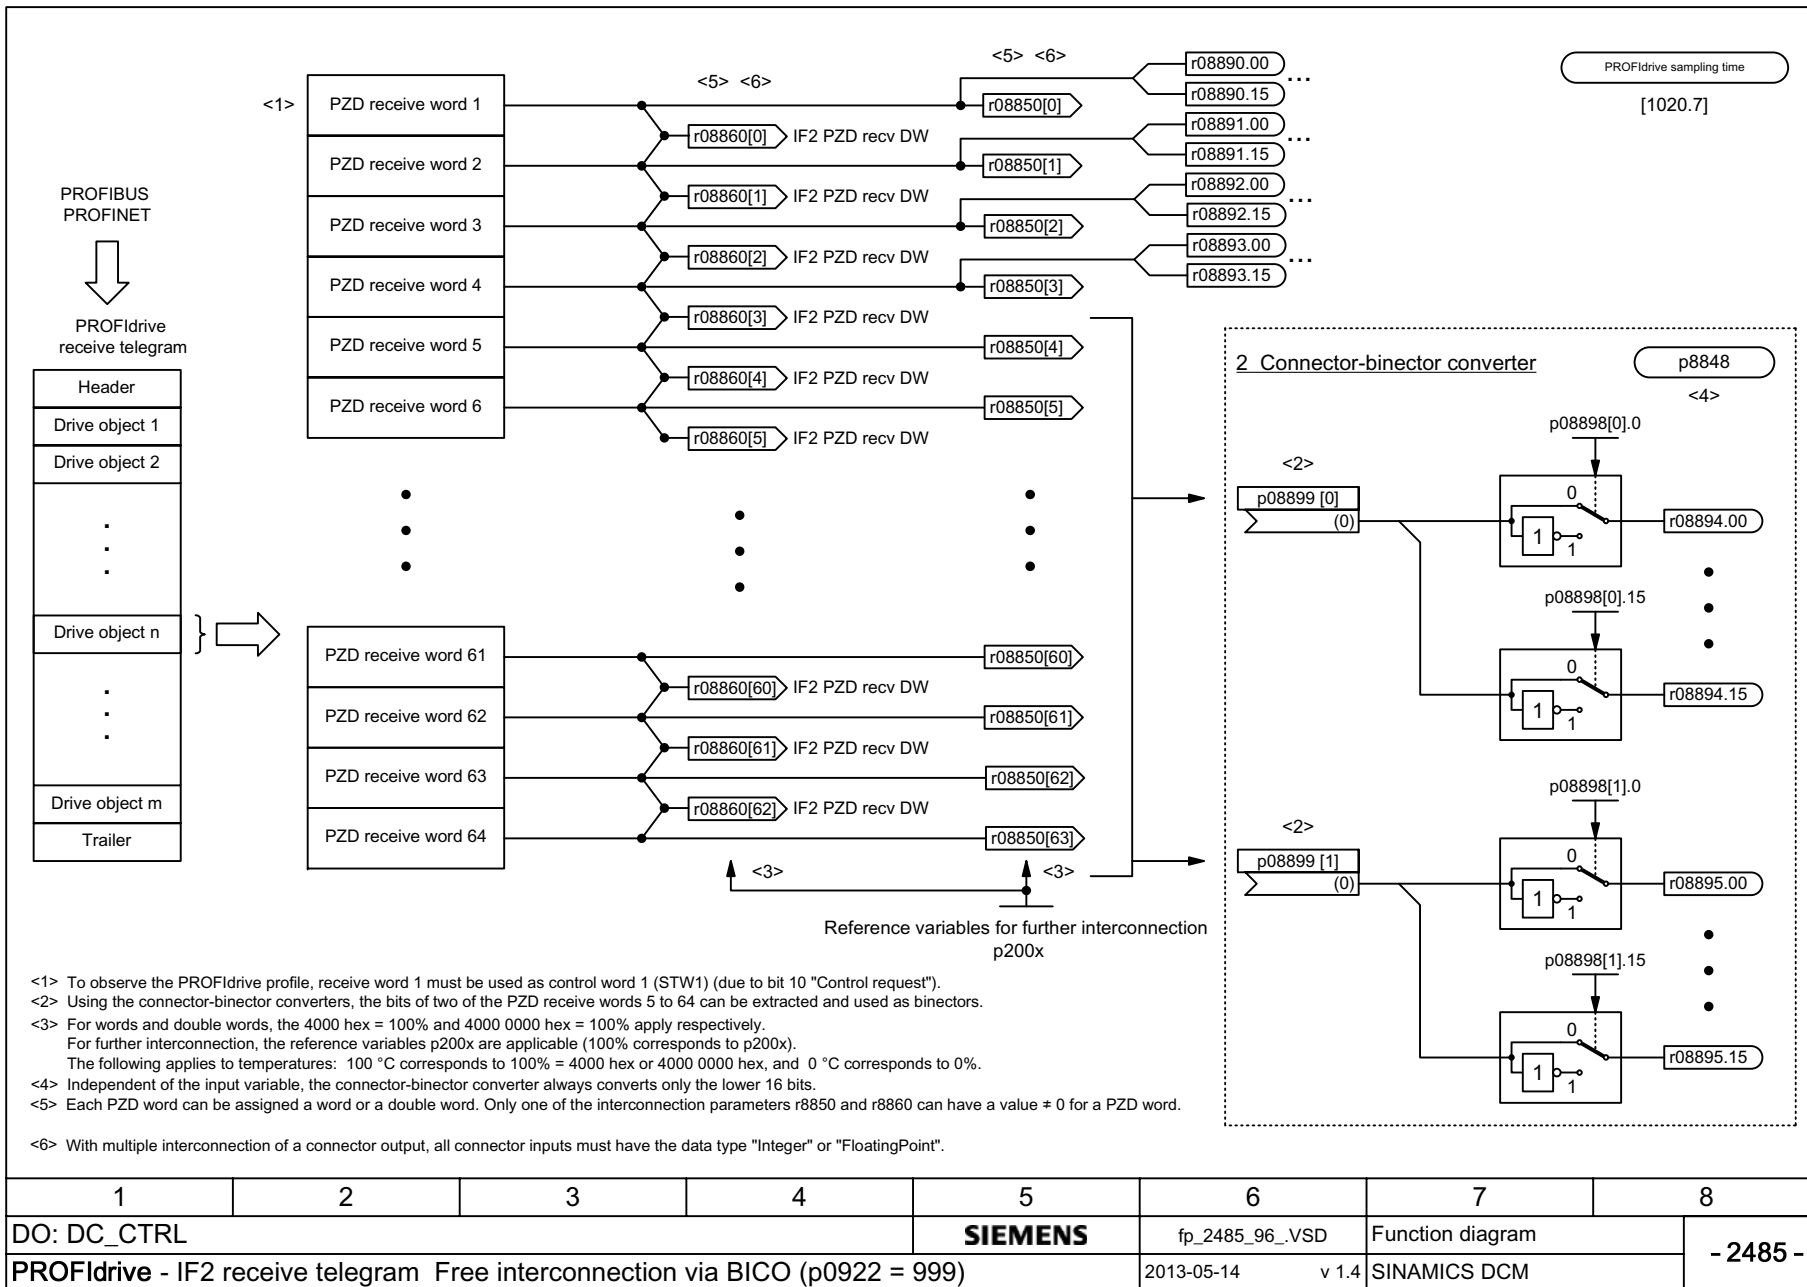 <5> <6>
<5> <6>
r08890.00
...
r08890.15
PROFIdrive sampling time
[1020.7]
<1>
PZD receive word 1
r08850[0]
r08860[0] IF2 PZD recv DW
r08891.00
...
r08891.15
PZD receive word 2
r08850[1]
r08860[1] IF2 PZD recv DW
r08892.00
...
r08892.15
PROFIBUS
PROFINET
PZD receive word 3
r08850[2]
r08860[2] IF2 PZD recv DW
r08893.00
...
r08893.15
PZD receive word 4
r08850[3]
r08860[3] IF2 PZD recv DW
PZD receive word 5
r08850[4]
r08860[4] IF2 PZD recv DW
PZD receive word 6
r08850[5]
r08860[5] IF2 PZD recv DW
PROFIdrive
receive telegram
Header
Drive object 1
Drive object 2
Drive object n
Drive object m
Trailer
PZD receive word 61
r08850[60]
r08860[60] IF2 PZD recv DW
PZD receive word 62
r08850[61]
r08860[61] IF2 PZD recv DW
PZD receive word 63
r08850[62]
r08860[62] IF2 PZD recv DW
PZD receive word 64
r08850[63]
<3>
<3>
Reference variables for further interconnection
p200x
2 Connector-binector converter
p8848
<4>
p08898[0].0
<2>
p08899 [0]
(0)
0
1
1
r08894.00
p08898[0].15
0
1
1
r08894.15
p08898[1].0
<2>
p08899 [1]
(0)
0
1
1
r08895.00
p08898[1].15
0
1
1
r08895.15
<1> To observe the PROFIdrive profile, receive word 1 must be used as control word 1 (STW1) (due to bit 10 "Control request").
<2> Using the connector-binector converters, the bits of two of the PZD receive words 5 to 64 can be extracted and used as binectors.
<3> For words and double words, the 4000 hex = 100% and 4000 0000 hex = 100% apply respectively.
For further interconnection, the reference variables p200x are applicable (100% corresponds to p200x).
The following applies to temperatures: 100 °C corresponds to 100% = 4000 hex or 4000 0000 hex, and 0 °C corresponds to 0%.
<4> Independent of the input variable, the connector-binector converter always converts only the lower 16 bits.
<5> Each PZD word can be assigned a word or a double word. Only one of the interconnection parameters r8850 and r8860 can have a value ≠ 0 for a PZD word.
<6> With multiple interconnection of a connector output, all connector inputs must have the data type "Integer" or "FloatingPoint".
1 2 3 4 5 6 7 8
DO: DC_CTRL
SIEMENS
fp_2485_96_.VSD
Function diagram
- 2485 -
PROFIdrive - IF2 receive telegram Free interconnection via BICO (p0922 = 999)
2013-05-14 v 1.4
SINAMICS DCM